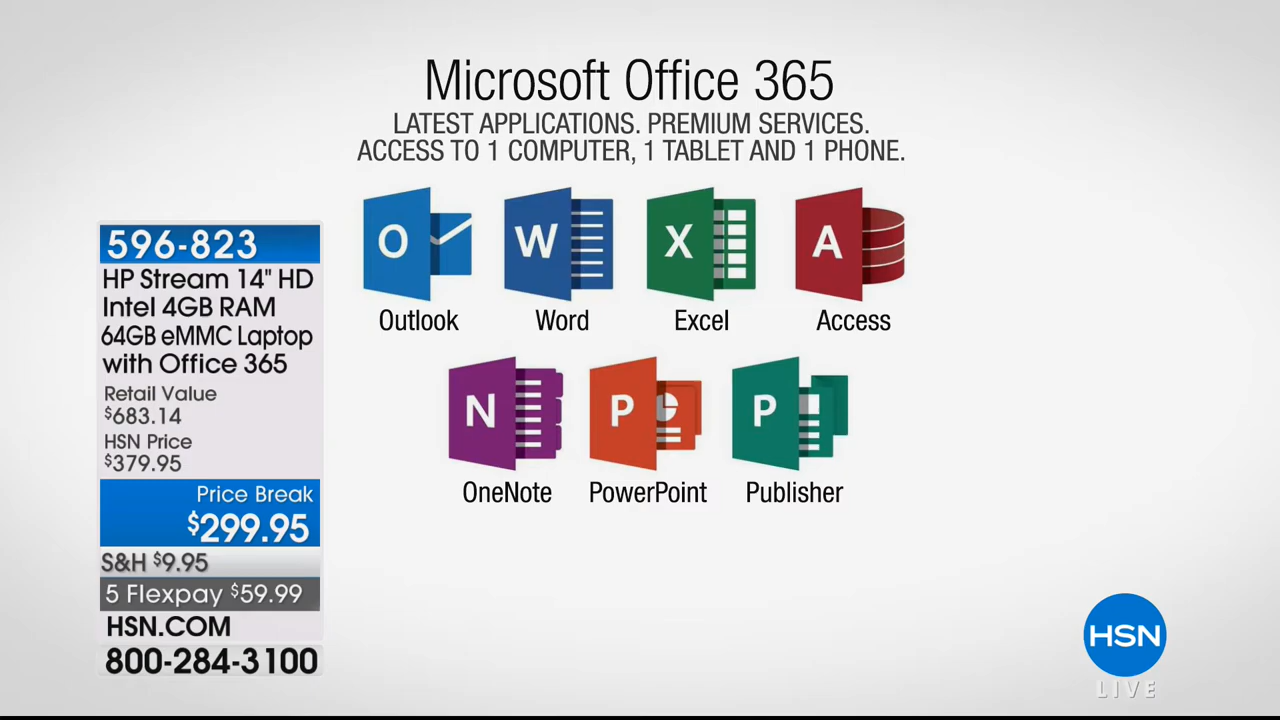 Microsoft Office 365
LATEST APPLICATIONS. PREMIUM SERVICES.
ACCESS TO 1 COMPUTER, 1 TABLET AND 1 PHONE.
O
W
X
A
Outlook
Word
Excel
Access
N
P
P
OneNote
PowerPoint
Publisher
596-823
HP Stream 14" HD
Intel 4GB RAM
64GB eMMC Laptop
with Office 365
Retail Value
$683.14
HSN Price
$379.95
Price Break
$299.95
S&H $9.95
5 Flexpay $59.99
HSN.COM
800-284-3100
HSN
LIVE